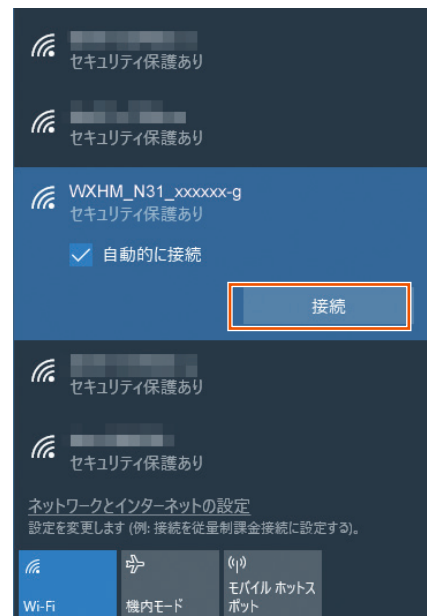 セキュリティ保護あり
セキュリティ保護あり
WXHM_N31_xxxxxx-g
セキュリティ保護あり
自動的に接続
接続
セキュリティ保護あり
セキュリティ保護あり
ネットワークとインターネットの設定
設定を変更します (例: 接続を従量制課金接続に設定する)。
Wi-Fi
機内モード
モバイル ホットス
ポット